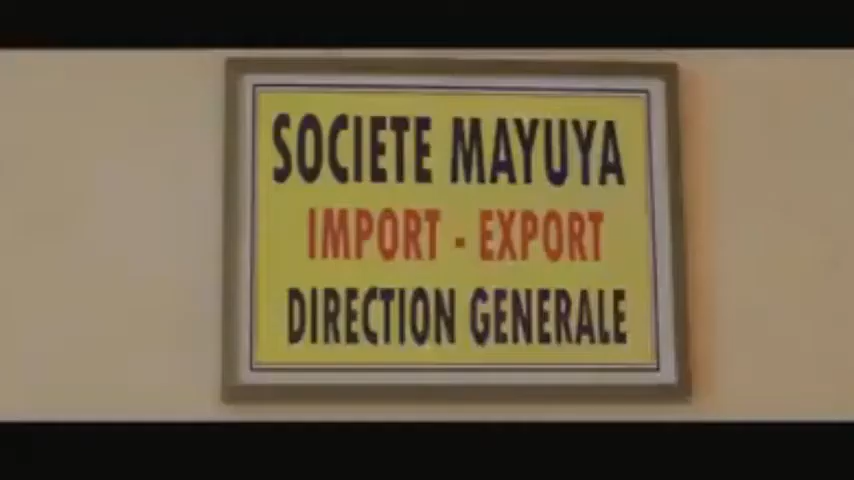 SOCIETE MAYUYA
IMPORT - EXPORT
DIRECTION GENERALE